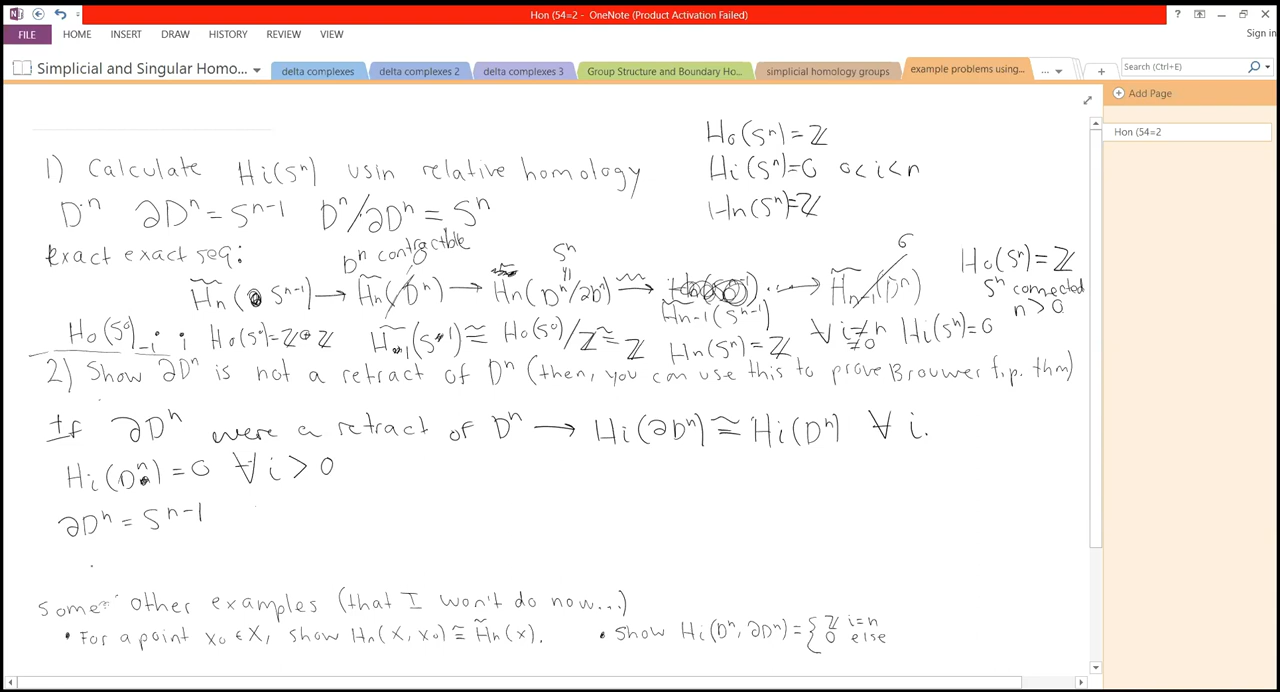 Hon (54=2 - OneNote (Product Activation Failed)
FILE HOME INSERT DRAW HISTORY REVIEW VIEW
Sign in
Simplicial and Singular Homo...
delta complexes
delta complexes 2
delta complexes 3
Group Structure and Boundary Ho...
simplicial homology groups
example problems using...
...
Search (Ctrl+E)
Add Page
Hon (54=2
H₀(Sⁿ)=ℤ
Hi(Sⁿ)=0 0<i<n
Hn(Sⁿ)=ℤ
1) Calculate Hi(Sⁿ) usin relative homology
Dⁿ ∂Dⁿ = Sⁿ⁻¹ Dⁿ/∂Dⁿ = Sⁿ
exact exact seq:
Dⁿ contractible
Sⁿ
H̃n( Sⁿ⁻¹) → H̃n(Dⁿ) → H̃n(Dⁿ/∂Dⁿ) → → H̃n-1(Dⁿ)
H̃n-1(Sⁿ⁻¹)
H₀(Sⁿ)=ℤ
Sⁿ connected
n>0
H₀(S⁰)=ℤ⊕ℤ
H₀(S⁰)/ℤ ≅ ℤ
Hn(Sⁿ)=ℤ
Hi(Sⁿ)=0
2) Show ∂Dⁿ is not a retract of Dⁿ (then, you can use this to prove Brouwer f.p. thm)
If ∂Dⁿ were a retract of Dⁿ → Hi(∂Dⁿ) ≅ Hi(Dⁿ) ∀ i.
Hi(Dⁿ)=0 ∀ i > 0
∂Dⁿ = Sⁿ⁻¹
some other examples (that I won't do now...)
• For a point x₀ ∈ X, show Hn(X, x₀) ≅ H̃n(x).
• Show Hi(Dⁿ, ∂Dⁿ) = { ℤ i=n
0 else